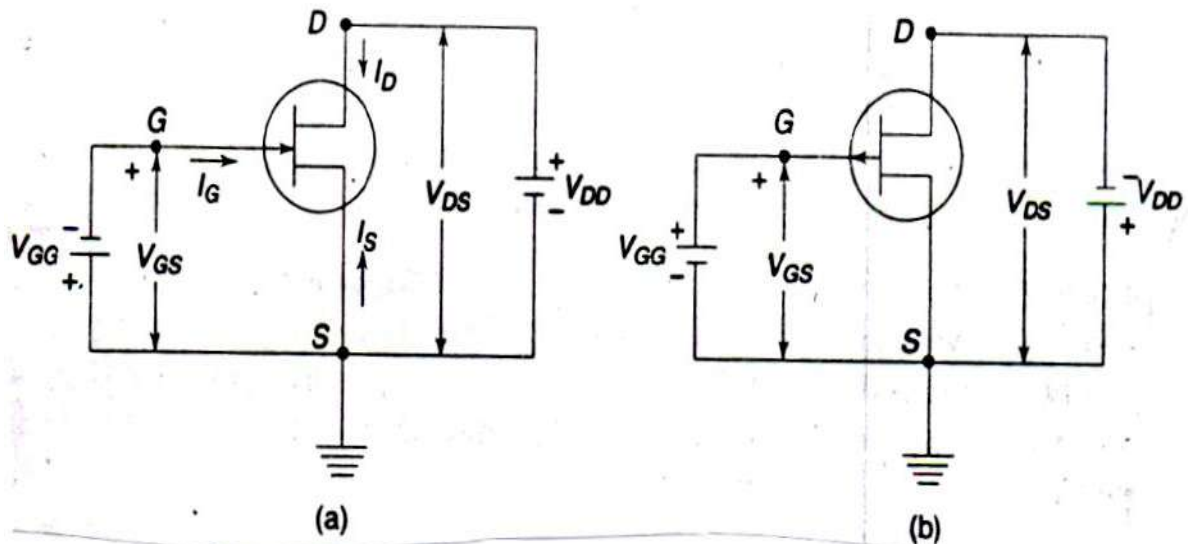 D
I_D
G
+
I_G
-
V_GG
+
V_GS
I_S
S
V_DS
+
V_DD
-
(a)
D
G
+
+
V_GG
-
V_GS
S
V_DS
-
V_DD
+
(b)